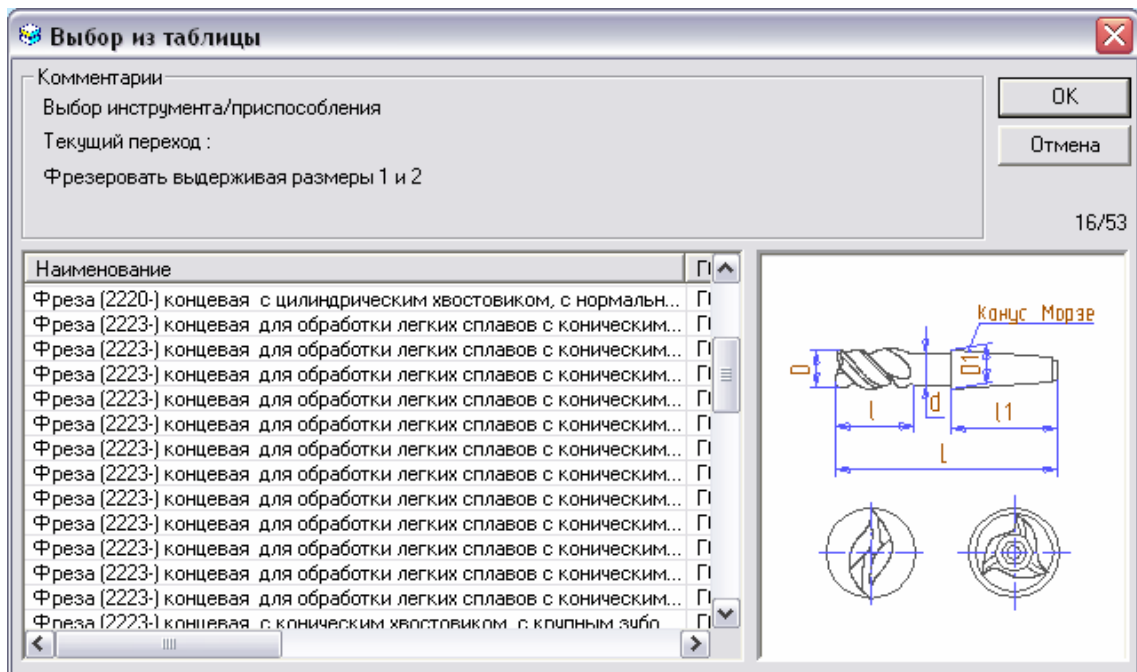 Выбор из таблицы
Комментарии
Выбор инструмента/приспособления
Текущий переход :
Фрезеровать выдерживая размеры 1 и 2
OK
Отмена
16/53
Наименование
Фреза (2220-) концевая с цилиндрическим хвостовиком, с нормальн...
Фреза (2223-) концевая для обработки легких сплавов с коническим...
Фреза (2223-) концевая для обработки легких сплавов с коническим...
Фреза (2223-) концевая для обработки легких сплавов с коническим...
Фреза (2223-) концевая для обработки легких сплавов с коническим...
Фреза (2223-) концевая для обработки легких сплавов с коническим...
Фреза (2223-) концевая для обработки легких сплавов с коническим...
Фреза (2223-) концевая для обработки легких сплавов с коническим...
Фреза (2223-) концевая для обработки легких сплавов с коническим...
Фреза (2223-) концевая для обработки легких сплавов с коническим...
Фреза (2223-) концевая для обработки легких сплавов с коническим...
Фреза (2223-) концевая для обработки легких сплавов с коническим...
Фреза (2223-) концевая для обработки легких сплавов с коническим...
Фреза (2223-) концевая с коническим хвостовиком, с крупным зубо
Конус Морзе
D
D1
d
l
l1
L